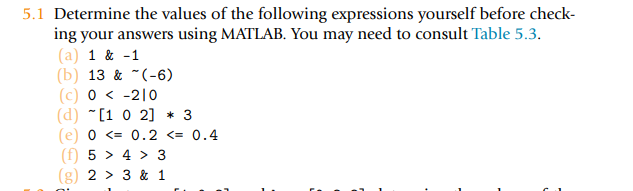 5.1 Determine the values of the following expressions yourself before check-
ing your answers using MATLAB. You may need to consult Table 5.3.
(a) 1 & -1
(b) 13 & ~(-6)
(c) 0 < -2|0
(d) ~[1 0 2] * 3
(e) 0 <= 0.2 <= 0.4
(f) 5 > 4 > 3
(g) 2 > 3 & 1